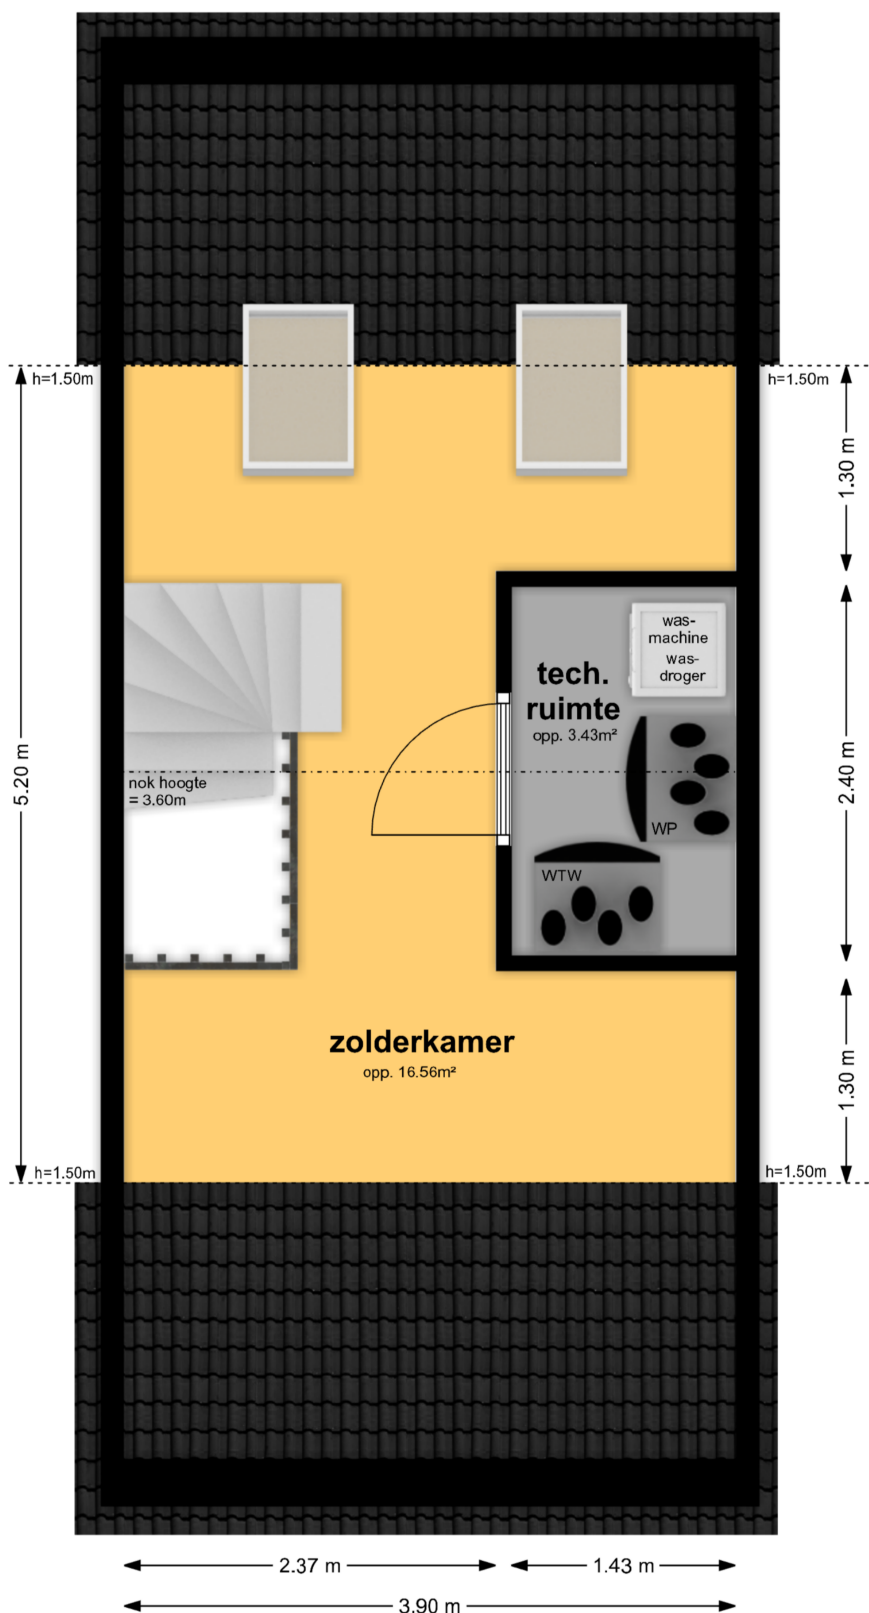 h=1.50m
h=1.50m
1.30 m
was-
machine
was-
droger
tech.
ruimte
opp. 3.43m²
5.20 m
2.40 m
nok hoogte
= 3.60m
WP
WTW
zolderkamer
opp. 16.56m²
1.30 m
h=1.50m
h=1.50m
2.37 m
1.43 m
3.90 m